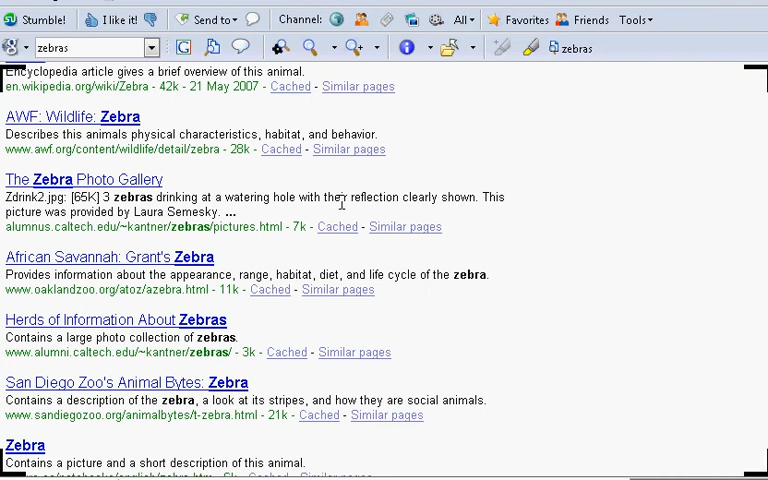 Stumble! I like it! Send to Channel: All Favorites Friends Tools
zebras zebras
Encyclopedia article gives a brief overview of this animal.
en.wikipedia.org/wiki/Zebra - 42k - 21 May 2007 - Cached - Similar pages
AWF: Wildlife: Zebra
Describes this animals physical characteristics, habitat, and behavior.
www.awf.org/content/wildlife/detail/zebra - 28k - Cached - Similar pages
The Zebra Photo Gallery
Zdrink2.jpg: [65K] 3 zebras drinking at a watering hole with their reflection clearly shown. This
picture was provided by Laura Semesky. ...
alumnus.caltech.edu/~kantner/zebras/pictures.html - 7k - Cached - Similar pages
African Savannah: Grant's Zebra
Provides information about the appearance, range, habitat, diet, and life cycle of the zebra.
www.oaklandzoo.org/atoz/azebra.html - 11k - Cached - Similar pages
Herds of Information About Zebras
Contains a large photo collection of zebras.
www.alumni.caltech.edu/~kantner/zebras/ - 3k - Cached - Similar pages
San Diego Zoo's Animal Bytes: Zebra
Contains a description of the zebra, a look at its stripes, and how they are social animals.
www.sandiegozoo.org/animalbytes/t-zebra.html - 21k - Cached - Similar pages
Zebra
Contains a picture and a short description of this animal.